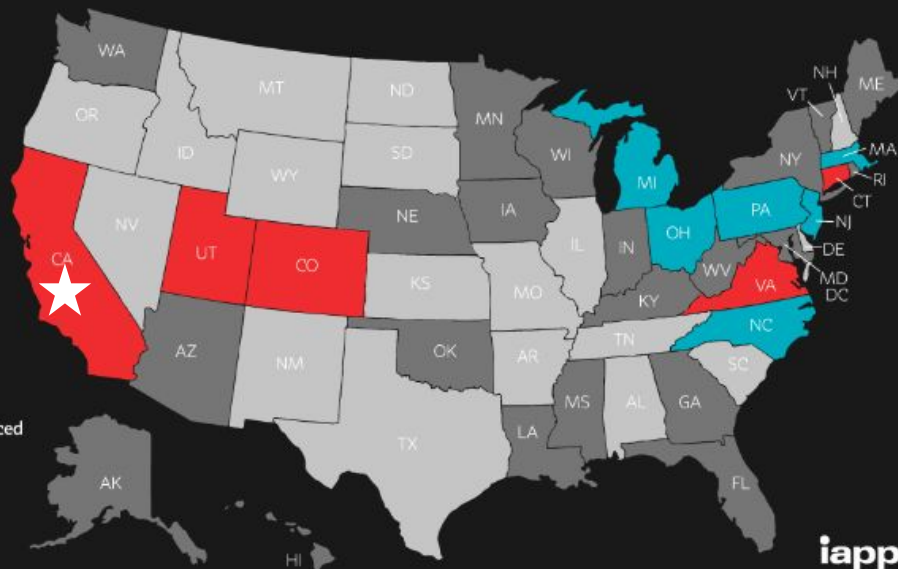 WA
MT
ND
MN
OR
ID
WY
SD
WI
MI
NY
VT
NH
ME
MA
RI
CT
NV
UT
CO
NE
IA
IL
IN
OH
PA
NJ
DE
MD
DC
CA
KS
MO
KY
WV
VA
AZ
NM
OK
AR
TN
NC
SC
TX
LA
MS
AL
GA
FL
ced
AK
HI
iapp